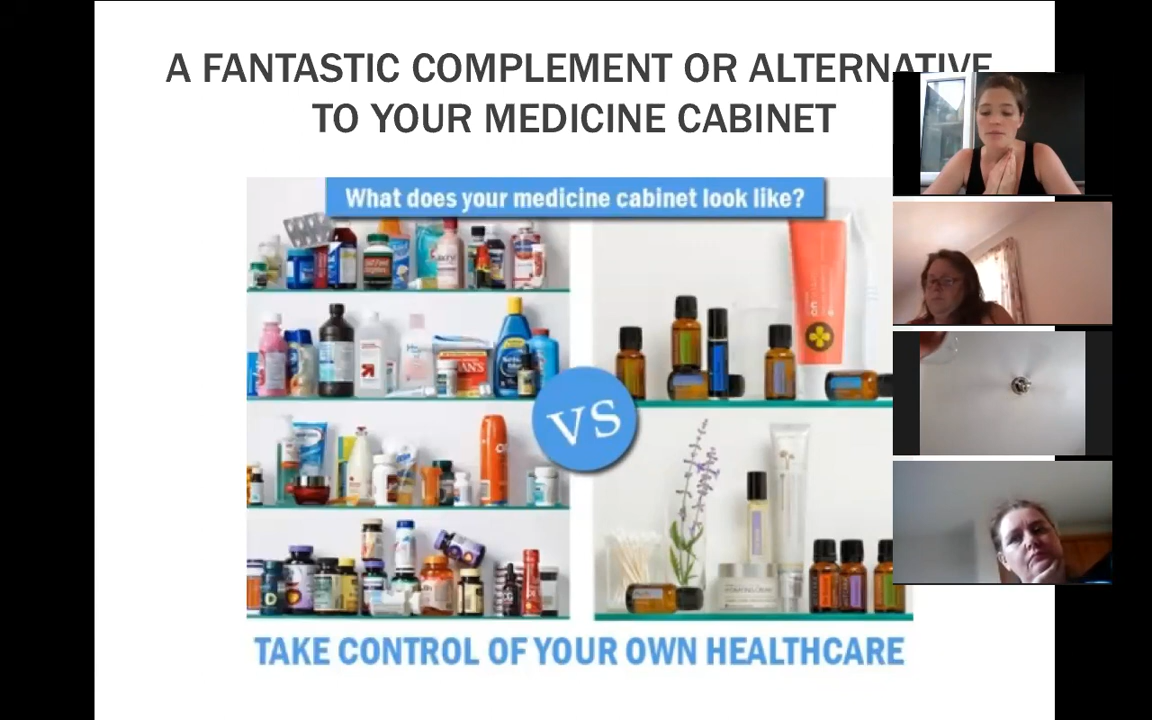 A FANTASTIC COMPLEMENT OR ALTERNATIVE
TO YOUR MEDICINE CABINET
What does your medicine cabinet look like?
VS
on
TAKE CONTROL OF YOUR OWN HEALTHCARE